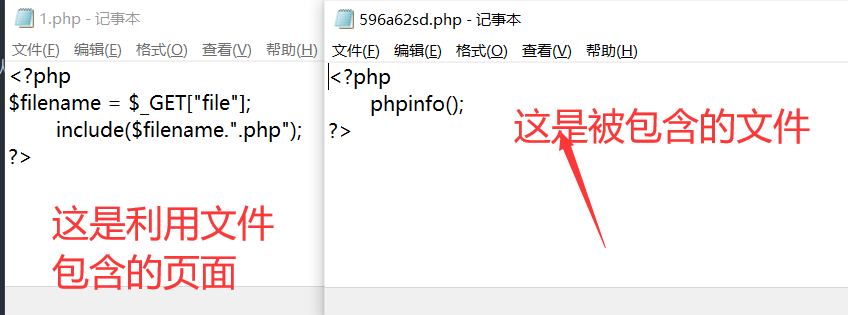 1.php - 记事本
文件(F) 编辑(E) 格式(O) 查看(V) 帮助(H)
<?php
$filename = $_GET["file"];
include($filename.".php");
?>
这是利用文件
包含的页面
596a62sd.php - 记事本
文件(F) 编辑(E) 格式(O) 查看(V) 帮助(H)
<?php
phpinfo();
?>
这是被包含的文件